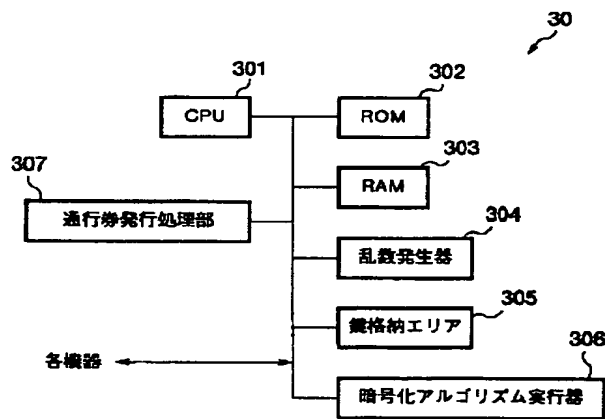 30
301
CPU
302
ROM
303
RAM
307
通行券発行処理部
304
乱数発生器
305
鍵格納エリア
各機器
306
暗号化アルゴリズム実行器